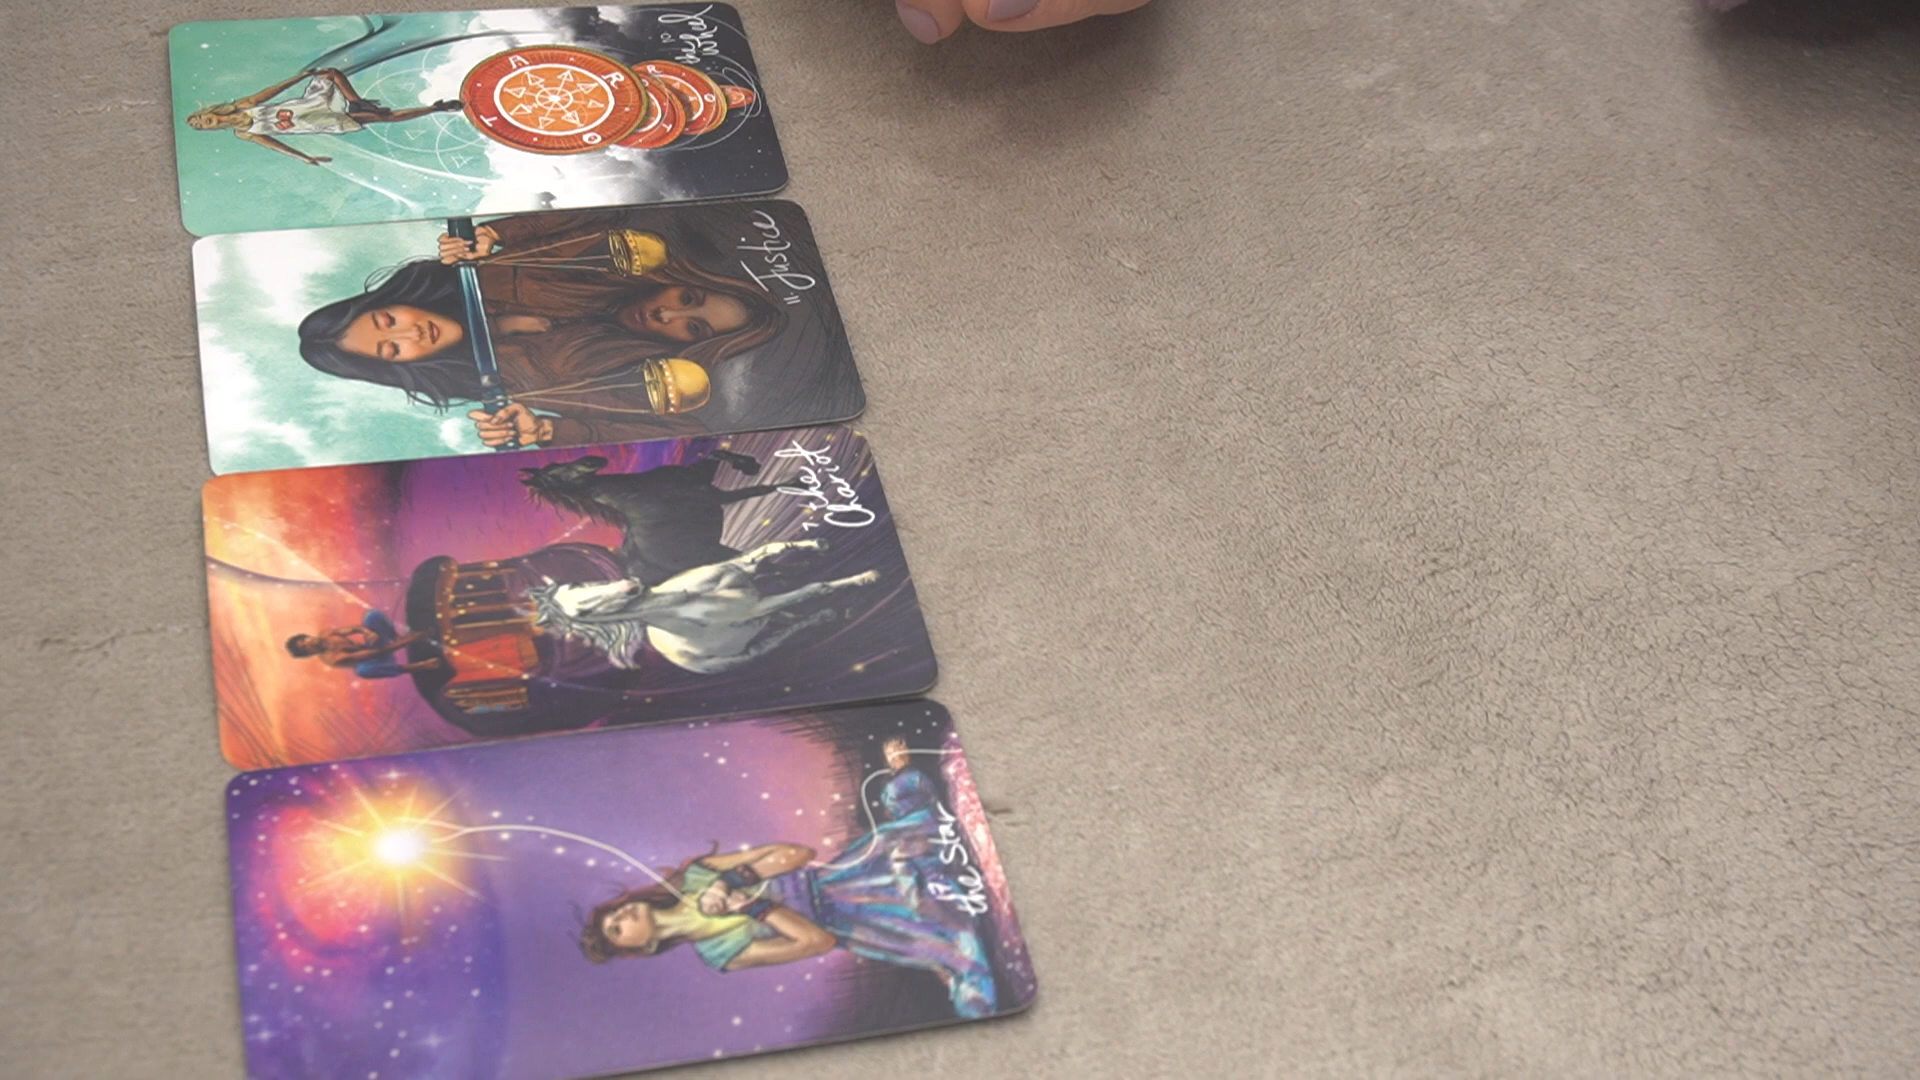 T A R O
10
the
Wheel
11. Justice
7. the
Chariot
17
the Star